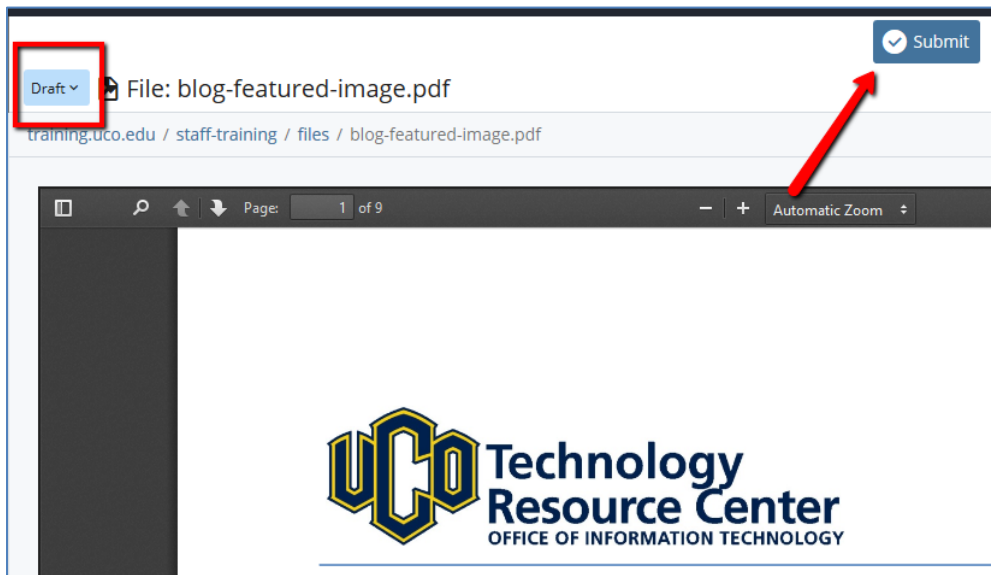 Submit
Draft File: blog-featured-image.pdf
training.uco.edu / staff-training / files / blog-featured-image.pdf
Page: 1 of 9 Automatic Zoom
UCO
Technology
Resource Center
OFFICE OF INFORMATION TECHNOLOGY